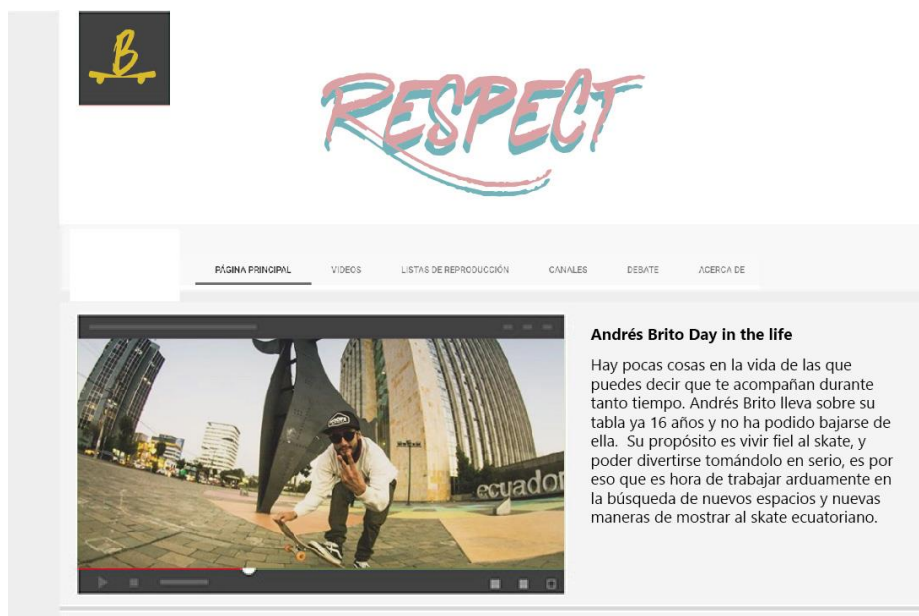 B
RESPECT
PÁGINA PRINCIPAL VIDEOS LISTAS DE REPRODUCCIÓN CANALES DEBATE ACERCA DE
Andrés Brito Day in the life
Hay pocas cosas en la vida de las que
puedes decir que te acompañan durante
tanto tiempo. Andrés Brito lleva sobre su
tabla ya 16 años y no ha podido bajarse de
ella. Su propósito es vivir fiel al skate, y
poder divertirse tomándolo en serio, es por
eso que es hora de trabajar arduamente en
la búsqueda de nuevos espacios y nuevas
maneras de mostrar al skate ecuatoriano.
ecuador